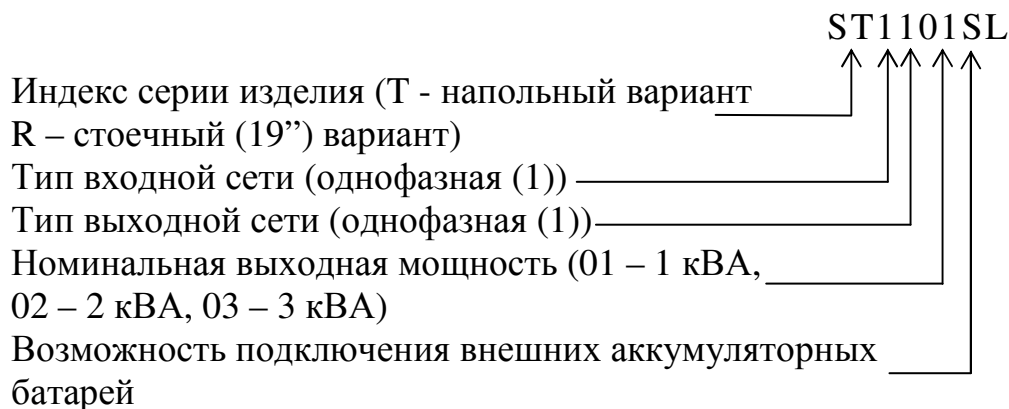 ST1101SL
Индекс серии изделия (Т - напольный вариант
R – стоечный (19”) вариант)
Тип входной сети (однофазная (1))
Тип выходной сети (однофазная (1))
Номинальная выходная мощность (01 – 1 кВА,
02 – 2 кВА, 03 – 3 кВА)
Возможность подключения внешних аккумуляторных
батарей